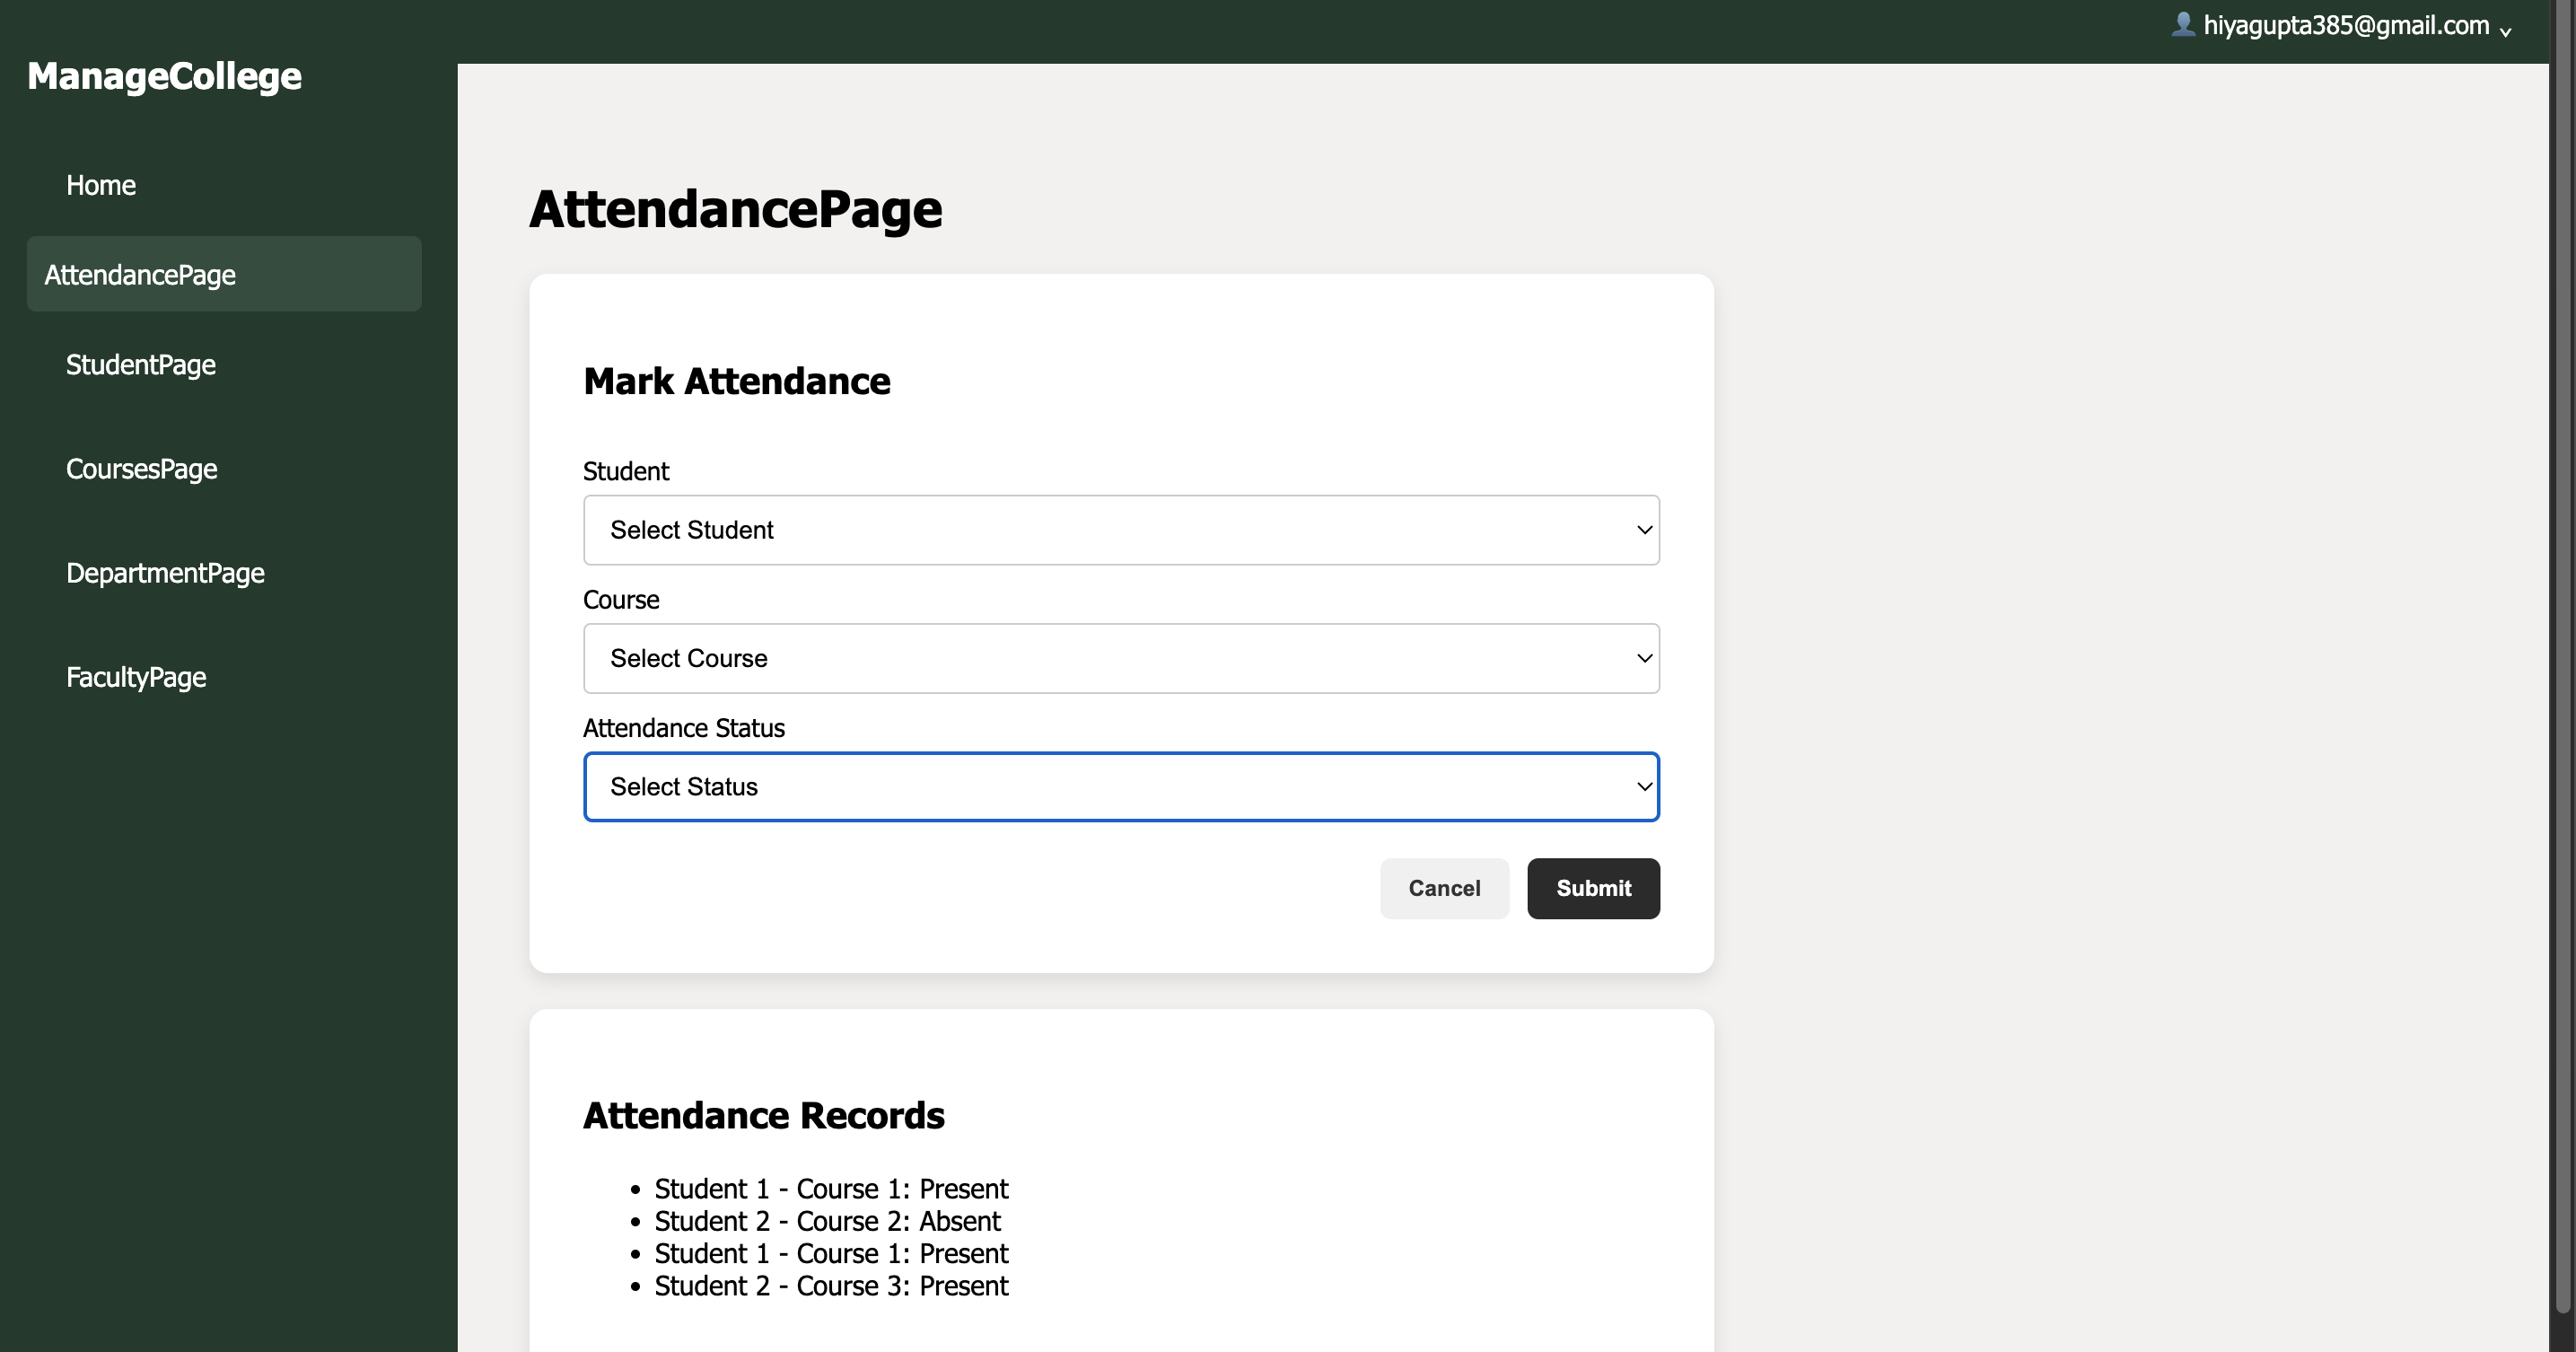 hiyagupta385@gmail.com
ManageCollege
Home
AttendancePage
StudentPage
CoursesPage
DepartmentPage
FacultyPage
AttendancePage
Mark Attendance
Student
Select Student
Course
Select Course
Attendance Status
Select Status
Cancel
Submit
Attendance Records
• Student 1 - Course 1: Present
• Student 2 - Course 2: Absent
• Student 1 - Course 1: Present
• Student 2 - Course 3: Present